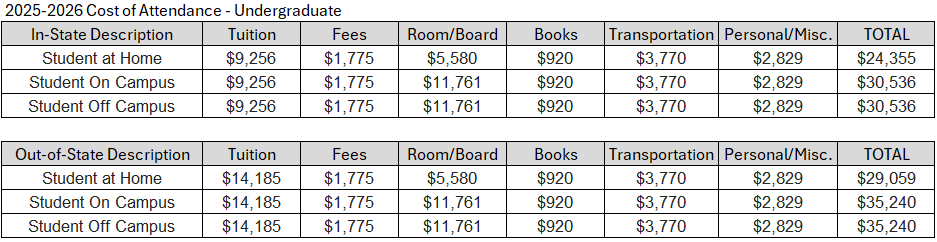 2025-2026 Cost of Attendance - Undergraduate
In-State Description Tuition Fees Room/Board Books Transportation Personal/Misc. TOTAL
Student at Home $9,256 $1,775 $5,580 $920 $3,770 $2,829 $24,355
Student On Campus $9,256 $1,775 $11,761 $920 $3,770 $2,829 $30,536
Student Off Campus $9,256 $1,775 $11,761 $920 $3,770 $2,829 $30,536
Out-of-State Description Tuition Fees Room/Board Books Transportation Personal/Misc. TOTAL
Student at Home $14,185 $1,775 $5,580 $920 $3,770 $2,829 $29,059
Student On Campus $14,185 $1,775 $11,761 $920 $3,770 $2,829 $35,240
Student Off Campus $14,185 $1,775 $11,761 $920 $3,770 $2,829 $35,240